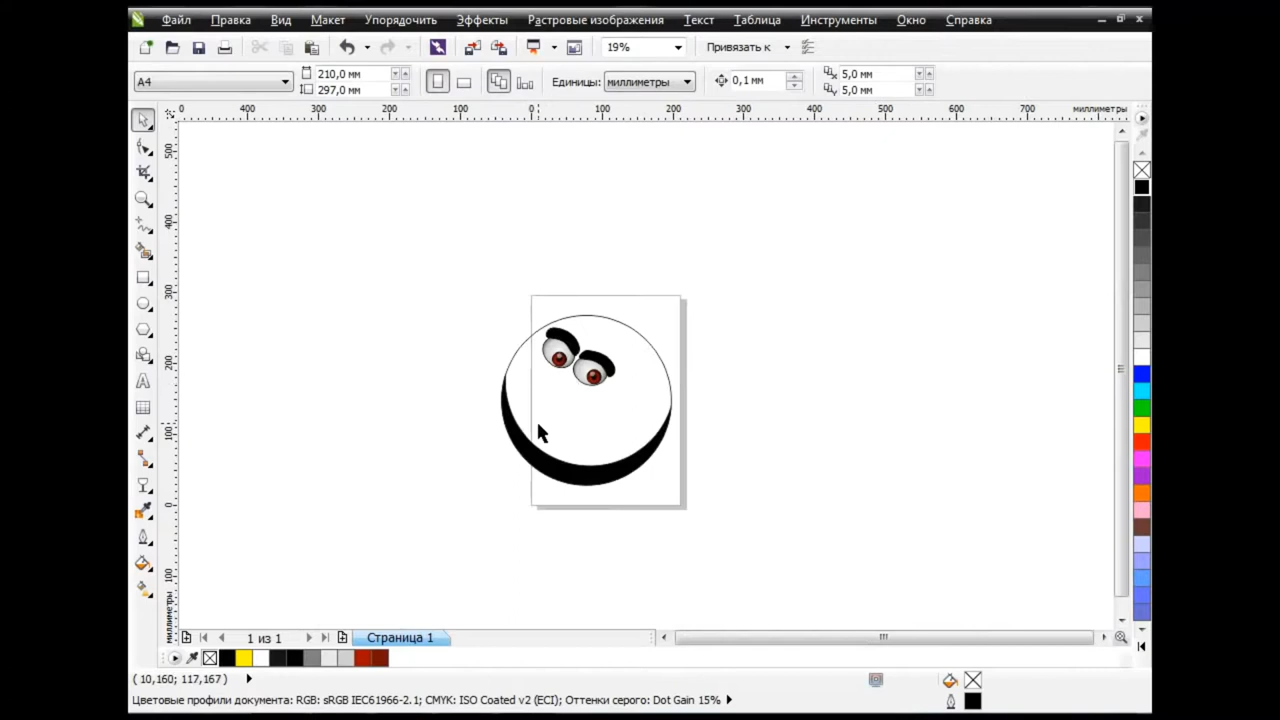 Файл Правка Вид Макет Упорядочить Эффекты Растровые изображения Текст Таблица Инструменты Окно Справка
19% Привязать к
A4 210,0 мм 297,0 мм Единицы: миллиметры 0,1 мм 5,0 мм 5,0 мм
0 400 300 200 100 0 100 200 300 400 500 600 700 миллиметры
500
400
300
200
100
0
100
миллиметры
1 из 1 Страница 1
( 10,160; 117,167 )
Цветовые профили документа: RGB: sRGB IEC61966-2.1; CMYK: ISO Coated v2 (ECI); Оттенки серого: Dot Gain 15%